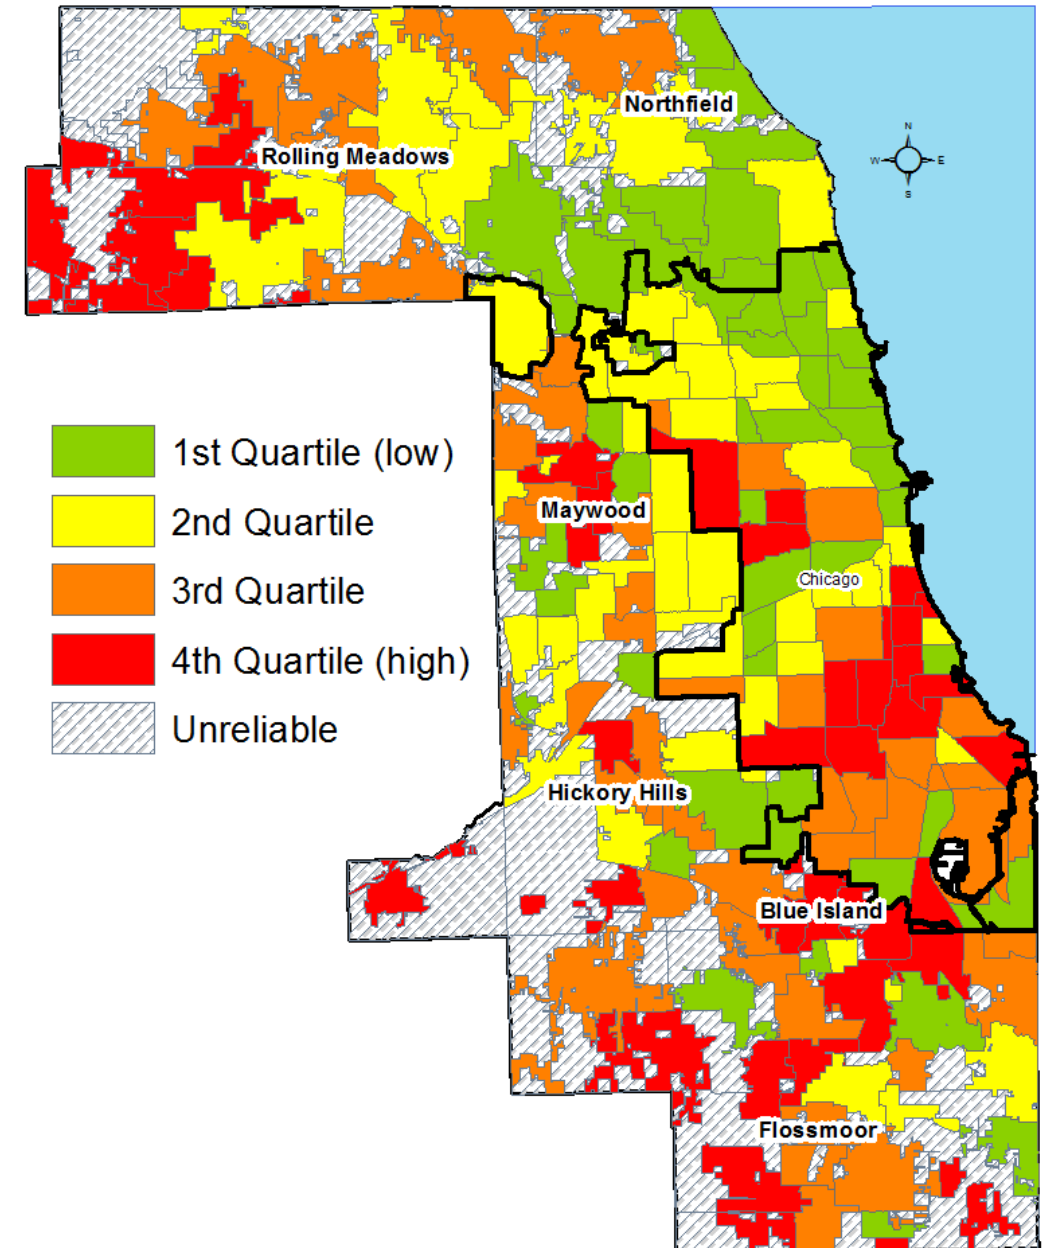 Northfield
N
W E
S
Rolling Meadows
1st Quartile (low)
2nd Quartile
3rd Quartile
4th Quartile (high)
Unreliable
Maywood
Chicago
Hickory Hills
Blue Island
Flossmoor